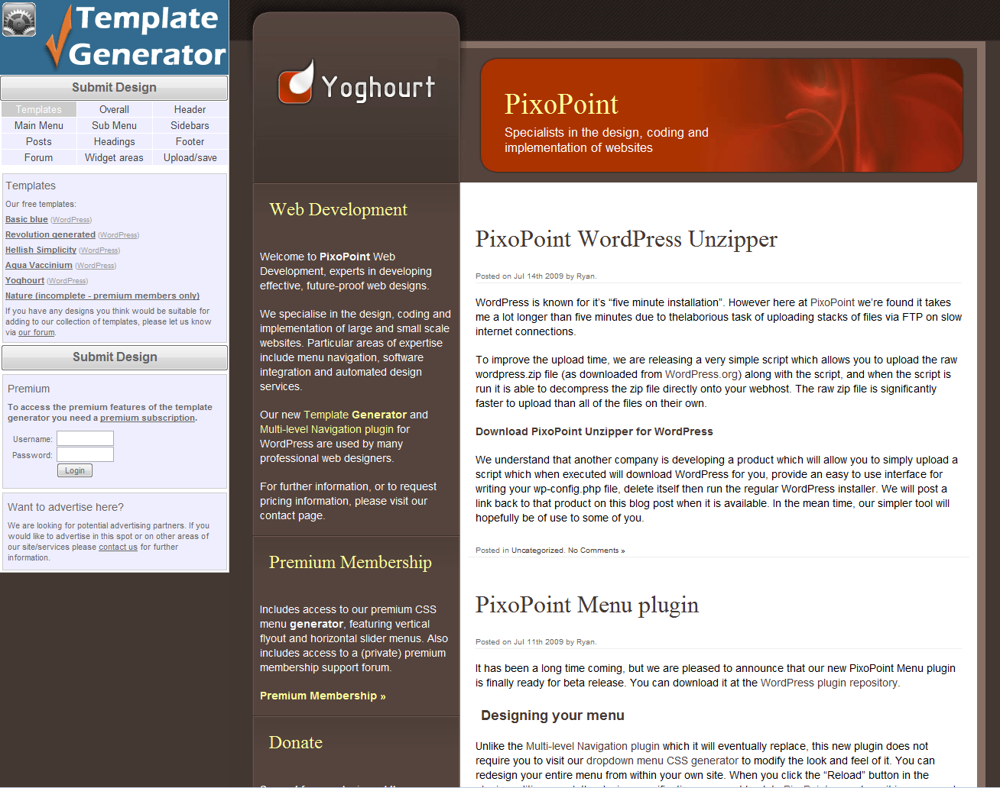 Template
Generator
Submit Design
Templates Overall Header
Main Menu Sub Menu Sidebars
Posts Headings Footer
Forum Widget areas Upload/save
Templates
Our free templates:
Basic blue (WordPress)
Revolution generated (WordPress)
Hellish Simplicity (WordPress)
Aqua Vaccinium (WordPress)
Yoghourt (WordPress)
Nature (incomplete - premium members only)
If you have any designs you think would be suitable for
adding to our collection of templates, please let us know
via our forum.
Submit Design
Premium
To access the premium features of the template
generator you need a premium subscription.
Username:
Password:
Login
Want to advertise here?
We are looking for potential advertising partners. If you
would like to advertise in this spot or on other areas of
our site/services please contact us for further
information.
Yoghourt
Web Development
Welcome to PixoPoint Web
Development, experts in developing
effective, future-proof web designs.
We specialise in the design, coding and
implementation of large and small scale
websites. Particular areas of expertise
include menu navigation, software
integration and automated design
services.
Our new Template Generator and
Multi-level Navigation plugin for
WordPress are used by many
professional web designers.
For further information, or to request
pricing information, please visit our
contact page.
Premium Membership
Includes access to our premium CSS
menu generator, featuring vertical
flyout and horizontal slider menus. Also
includes access to a (private) premium
membership support forum.
Premium Membership »
Donate
PixoPoint
Specialists in the design, coding and
implementation of websites
PixoPoint WordPress Unzipper
Posted on Jul 14th 2009 by Ryan.
WordPress is known for it's “five minute installation”. However here at PixoPoint we're found it takes
me a lot longer than five minutes due to thelaborious task of uploading stacks of files via FTP on slow
internet connections.
To improve the upload time, we are releasing a very simple script which allows you to upload the raw
wordpress.zip file (as downloaded from WordPress.org) along with the script, and when the script is
run it is able to decompress the zip file directly onto your webhost. The raw zip file is significantly
faster to upload than all of the files on their own.
Download PixoPoint Unzipper for WordPress
We understand that another company is developing a product which will allow you to simply upload a
script which when executed will download WordPress for you, provide an easy to use interface for
writing your wp-config.php file, delete itself then run the regular WordPress installer. We will post a
link back to that product on this blog post when it is available. In the mean time, our simpler tool will
hopefully be of use to some of you.
Posted in Uncategorized. No Comments »
PixoPoint Menu plugin
Posted on Jul 11th 2009 by Ryan.
It has been a long time coming, but we are pleased to announce that our new PixoPoint Menu plugin
is finally ready for beta release. You can download it at the WordPress plugin repository.
Designing your menu
Unlike the Multi-level Navigation plugin which it will eventually replace, this new plugin does not
require you to visit our dropdown menu CSS generator to modify the look and feel of it. You can
redesign your entire menu from within your own site. When you click the “Reload” button in the